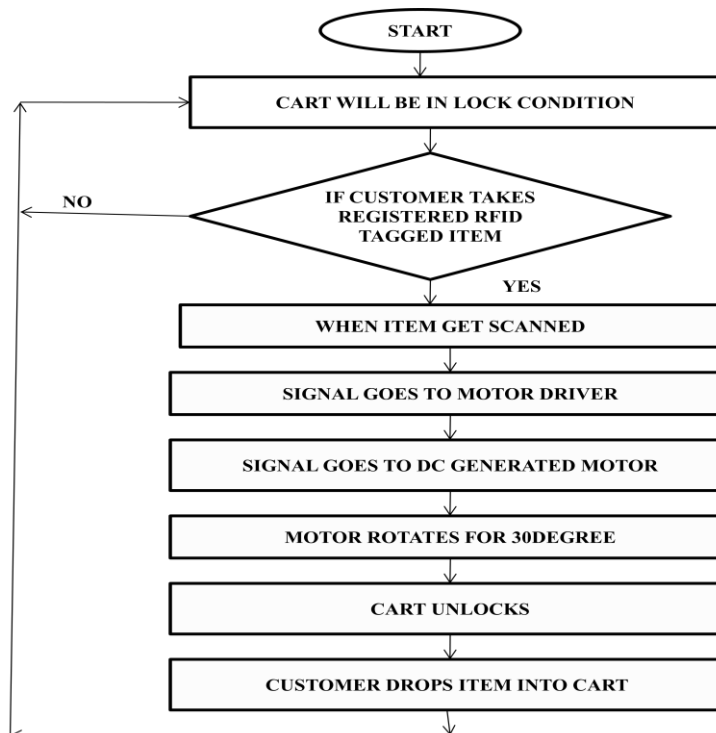 START
CART WILL BE IN LOCK CONDITION
NO
IF CUSTOMER TAKES
REGISTERED RFID
TAGGED ITEM
YES
WHEN ITEM GET SCANNED
SIGNAL GOES TO MOTOR DRIVER
SIGNAL GOES TO DC GENERATED MOTOR
MOTOR ROTATES FOR 30DEGREE
CART UNLOCKS
CUSTOMER DROPS ITEM INTO CART